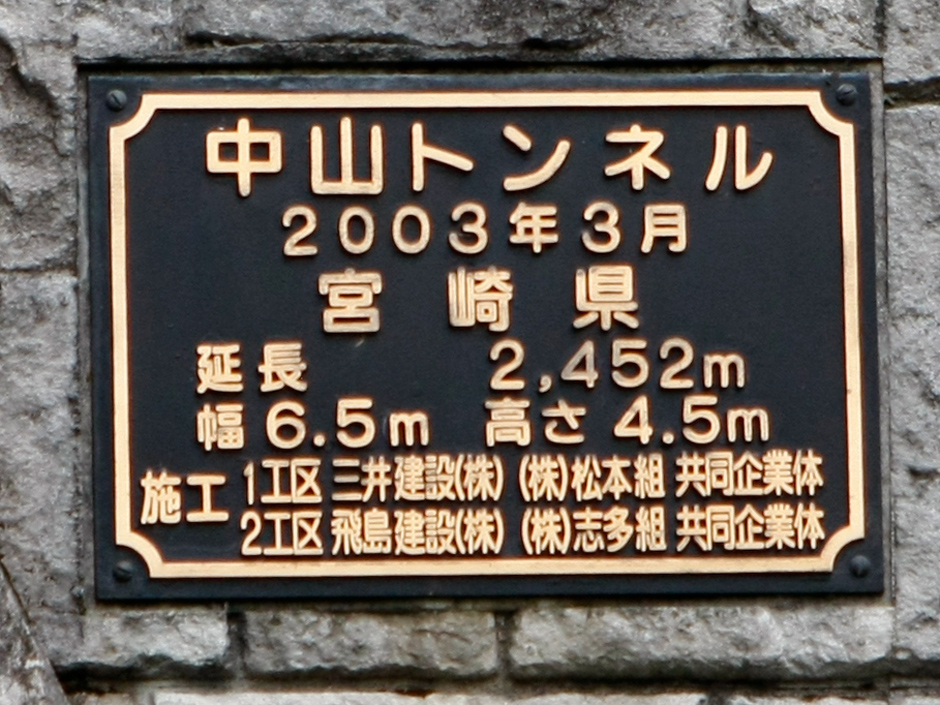 中山トンネル
2003年3月
宮崎県
延長 2,452m
幅6.5m 高さ4.5m
施工 1工区 三井建設(株) (株)松本組 共同企業体
2工区 飛島建設(株) (株)志多組 共同企業体